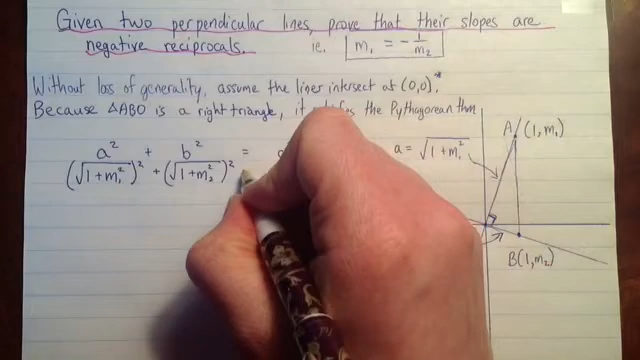 Given two perpendicular lines, prove that their slopes are
negative reciprocals. ie. m₁ = -1/m₂
Without loss of generality, assume the lines intersect at (0,0).*
Because △ABO is a right triangle, it the Pythagorean thm
a² + b² =
(√1+m₁²)² + (√1+m₂²)²
a = √1+m₁²
A (1, m₁)
B(1, m₂)